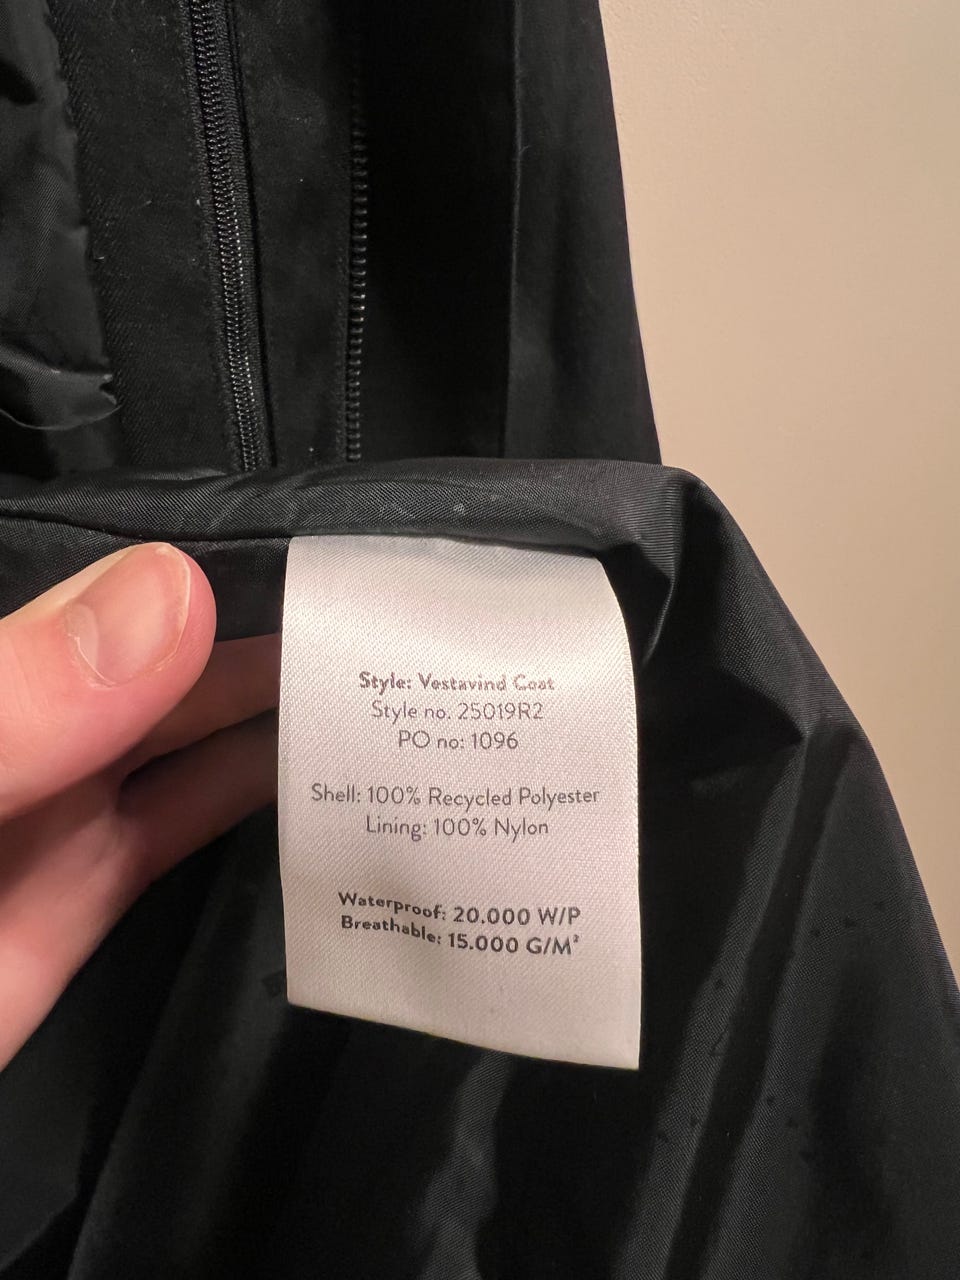 Style: Vestavind Coat
Style no. 25019R2
PO no: 1096
Shell: 100% Recycled Polyester
Lining: 100% Nylon
Waterproof: 20.000 W/P
Breathable: 15.000 G/M²